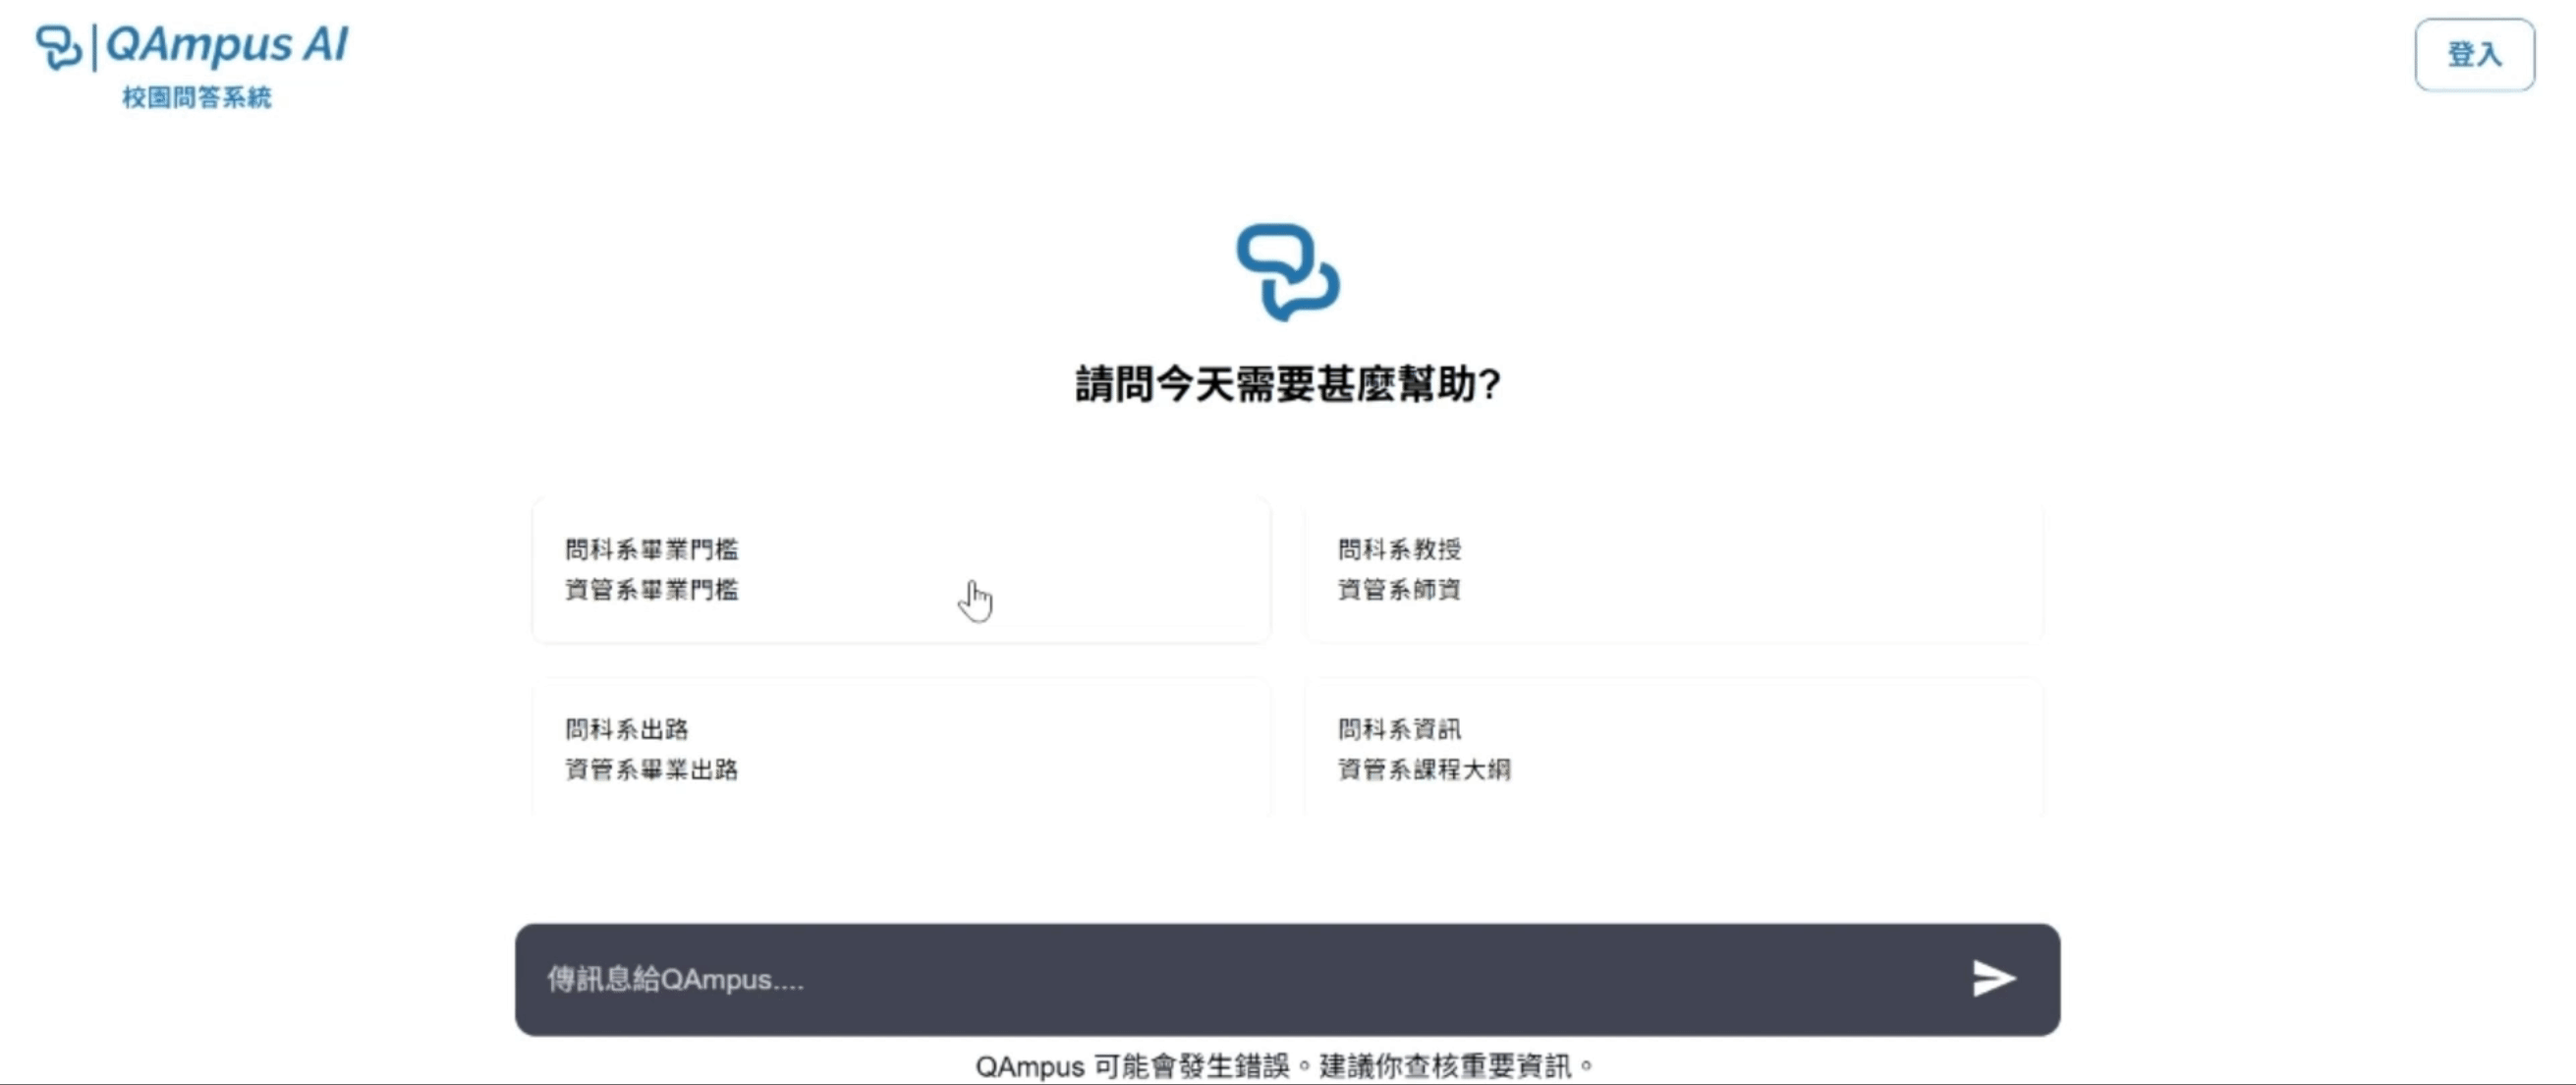 QAmpus AI
校園問答系統
登入
請問今天需要甚麼幫助?
問科系畢業門檻
資管系畢業門檻
問科系教授
資管系師資
問科系出路
資管系畢業出路
問科系資訊
資管系課程大綱
傳訊息給QAmpus....
QAmpus 可能會發生錯誤。建議你查核重要資訊。